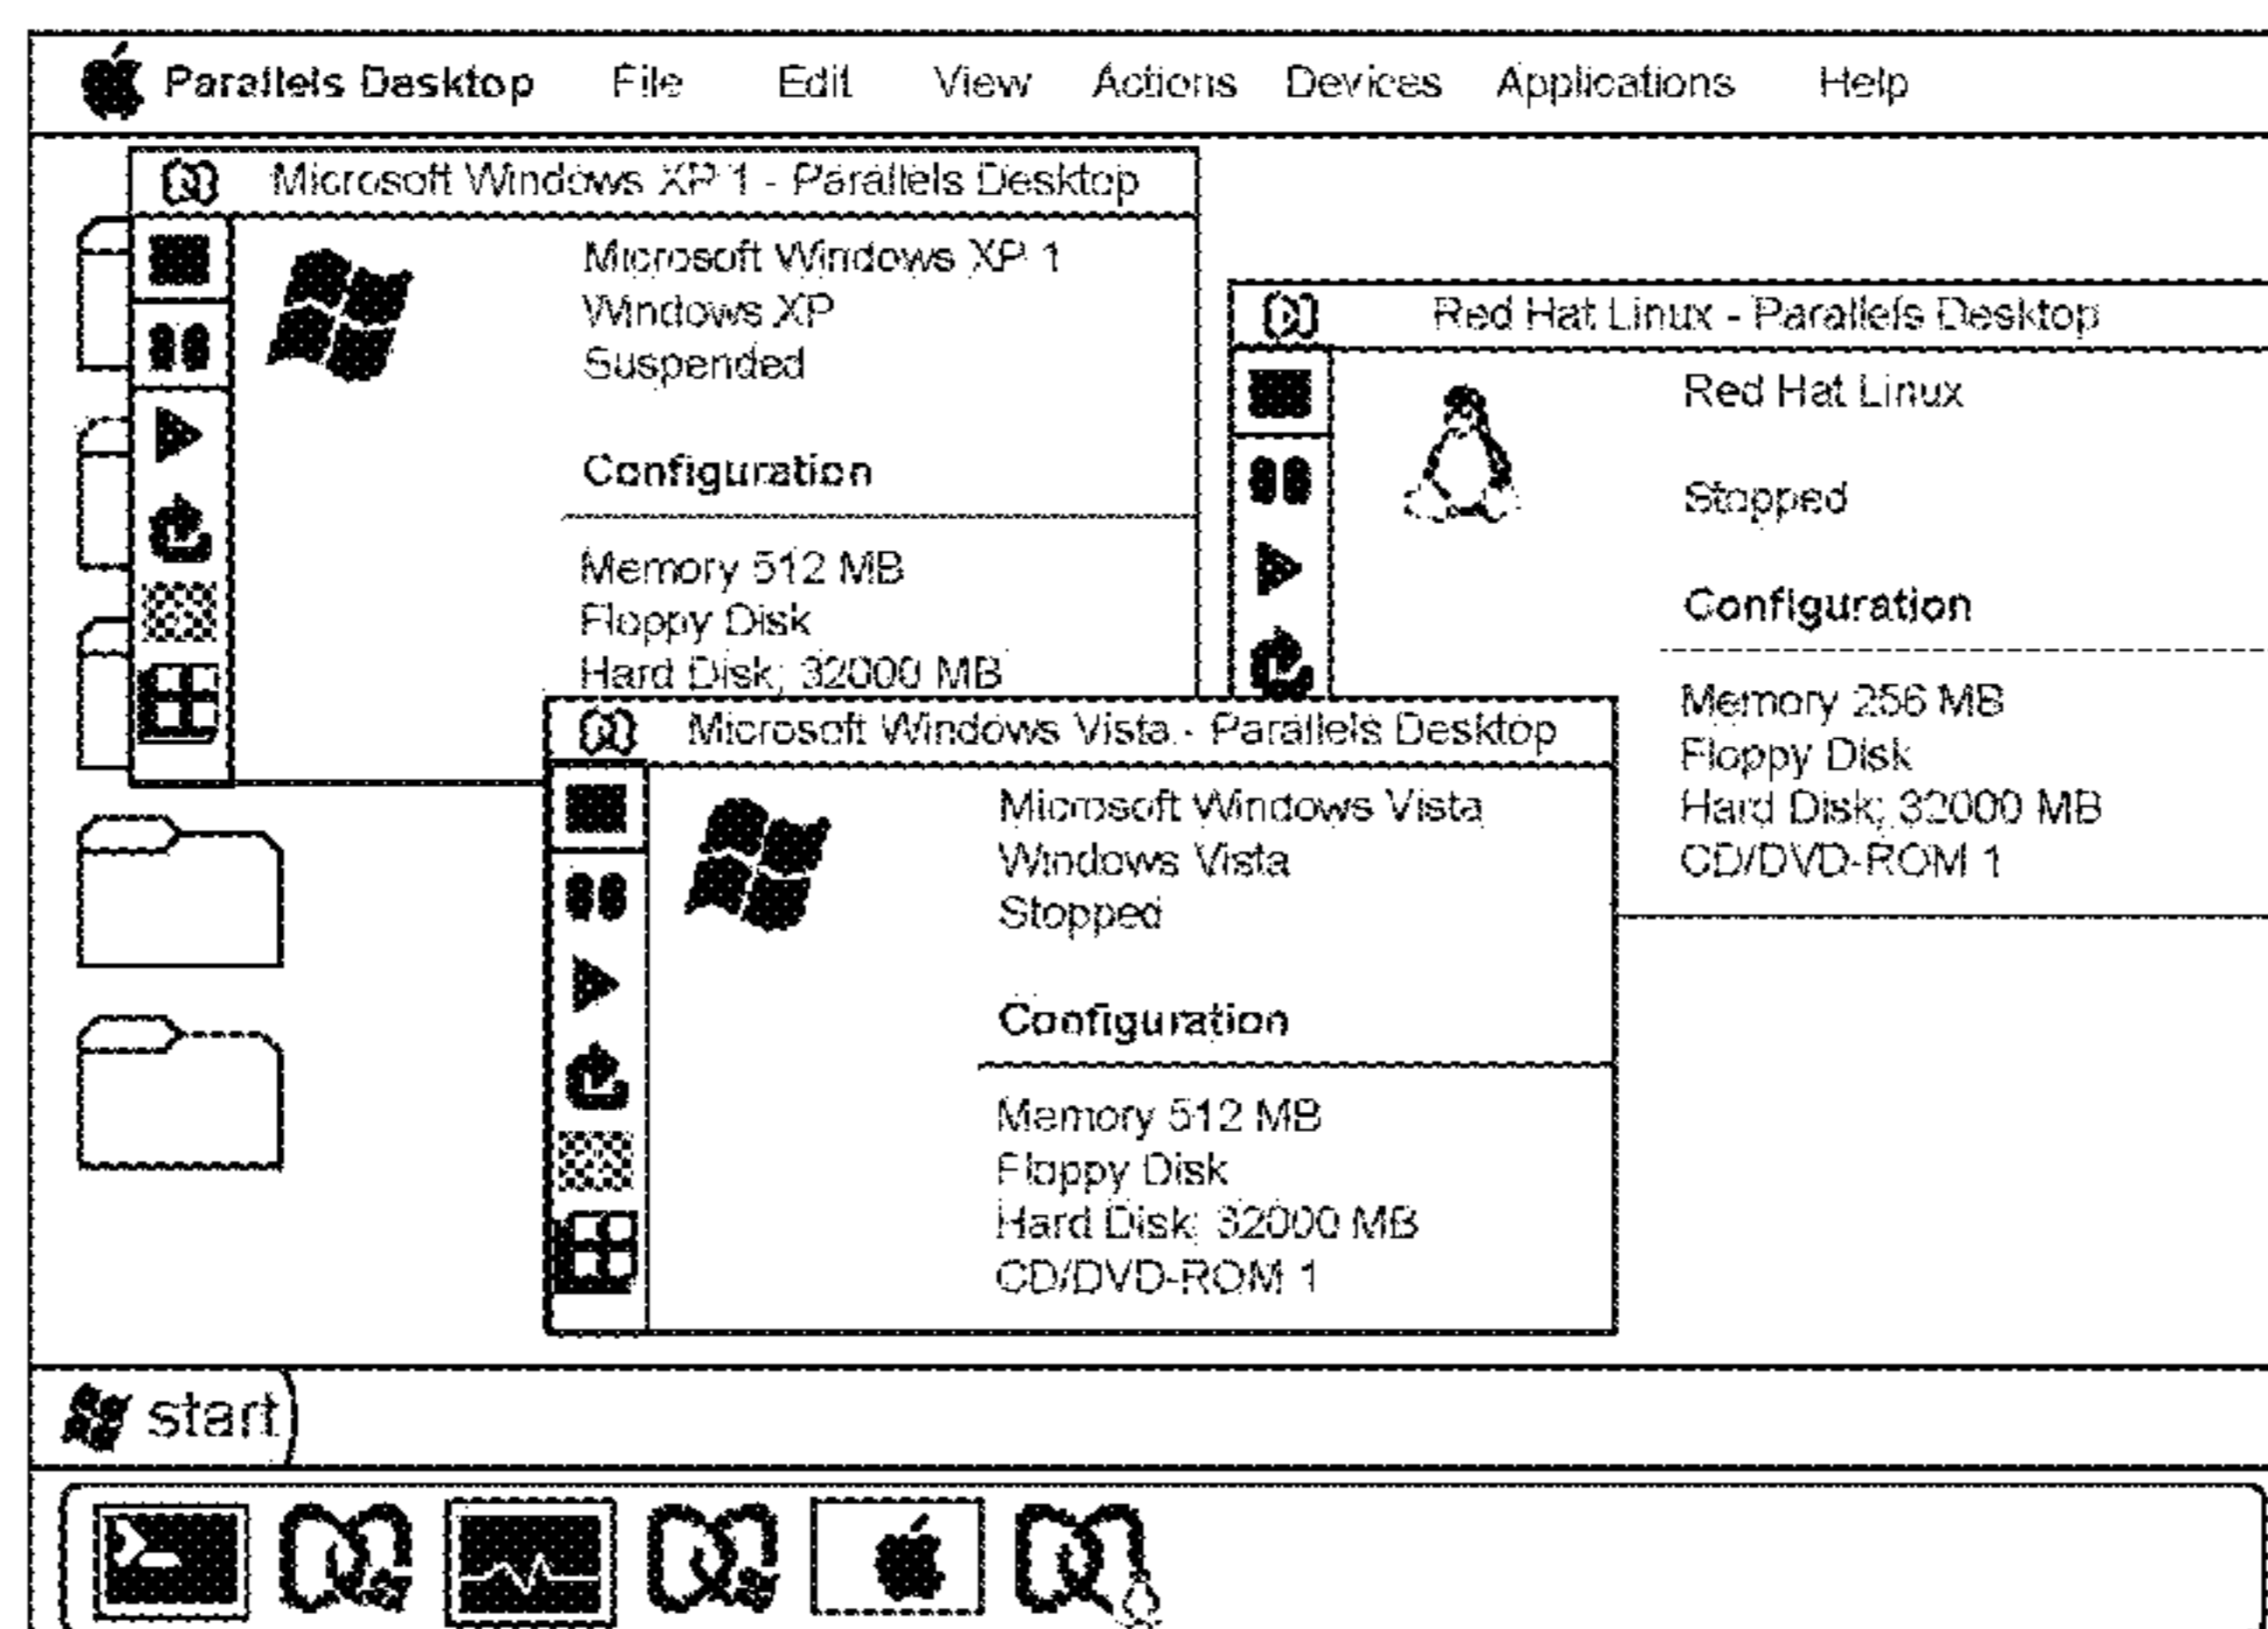 Parallels Desktop File Edit View Actions Devices Applications Help
Microsoft Windows XP 1 - Parallels Desktop
Microsoft Windows XP 1
Windows XP
Suspended
Configuration
Memory 512 MB
Floppy Disk
Hard Disk; 32000 MB
Red Hat Linux - Parallels Desktop
Red Hat Linux
Stopped
Configuration
Memory 256 MB
Floppy Disk
Hard Disk; 32000 MB
CD/DVD-ROM 1
Microsoft Windows Vista - Parallels Desktop
Microsoft Windows Vista
Windows Vista
Stopped
Configuration
Memory 512 MB
Floppy Disk
Hard Disk; 32000 MB
CD/DVD-ROM 1
start